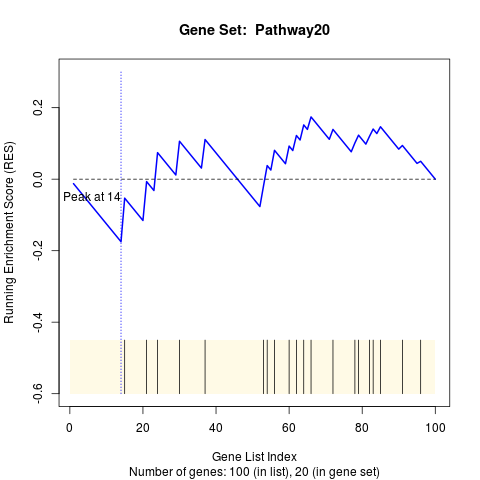 Gene Set:  Pathway20
Running Enrichment Score (RES)
0.2
0.0
-0.2
-0.4
-0.6
Peak at 14
0 20 40 60 80 100
Gene List Index
Number of genes: 100 (in list), 20 (in gene set)